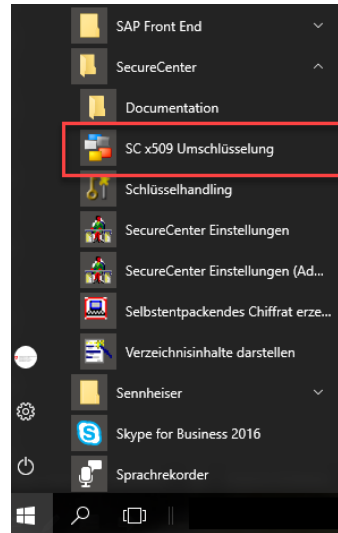 SAP Front End
SecureCenter
Documentation
SC x509 Umschlüsselung
Schlüsselhandling
SecureCenter Einstellungen
SecureCenter Einstellungen (Ad...
Selbstentpackendes Chiffrat erze...
Verzeichnisinhalte darstellen
Sennheiser
Skype for Business 2016
Sprachrekorder